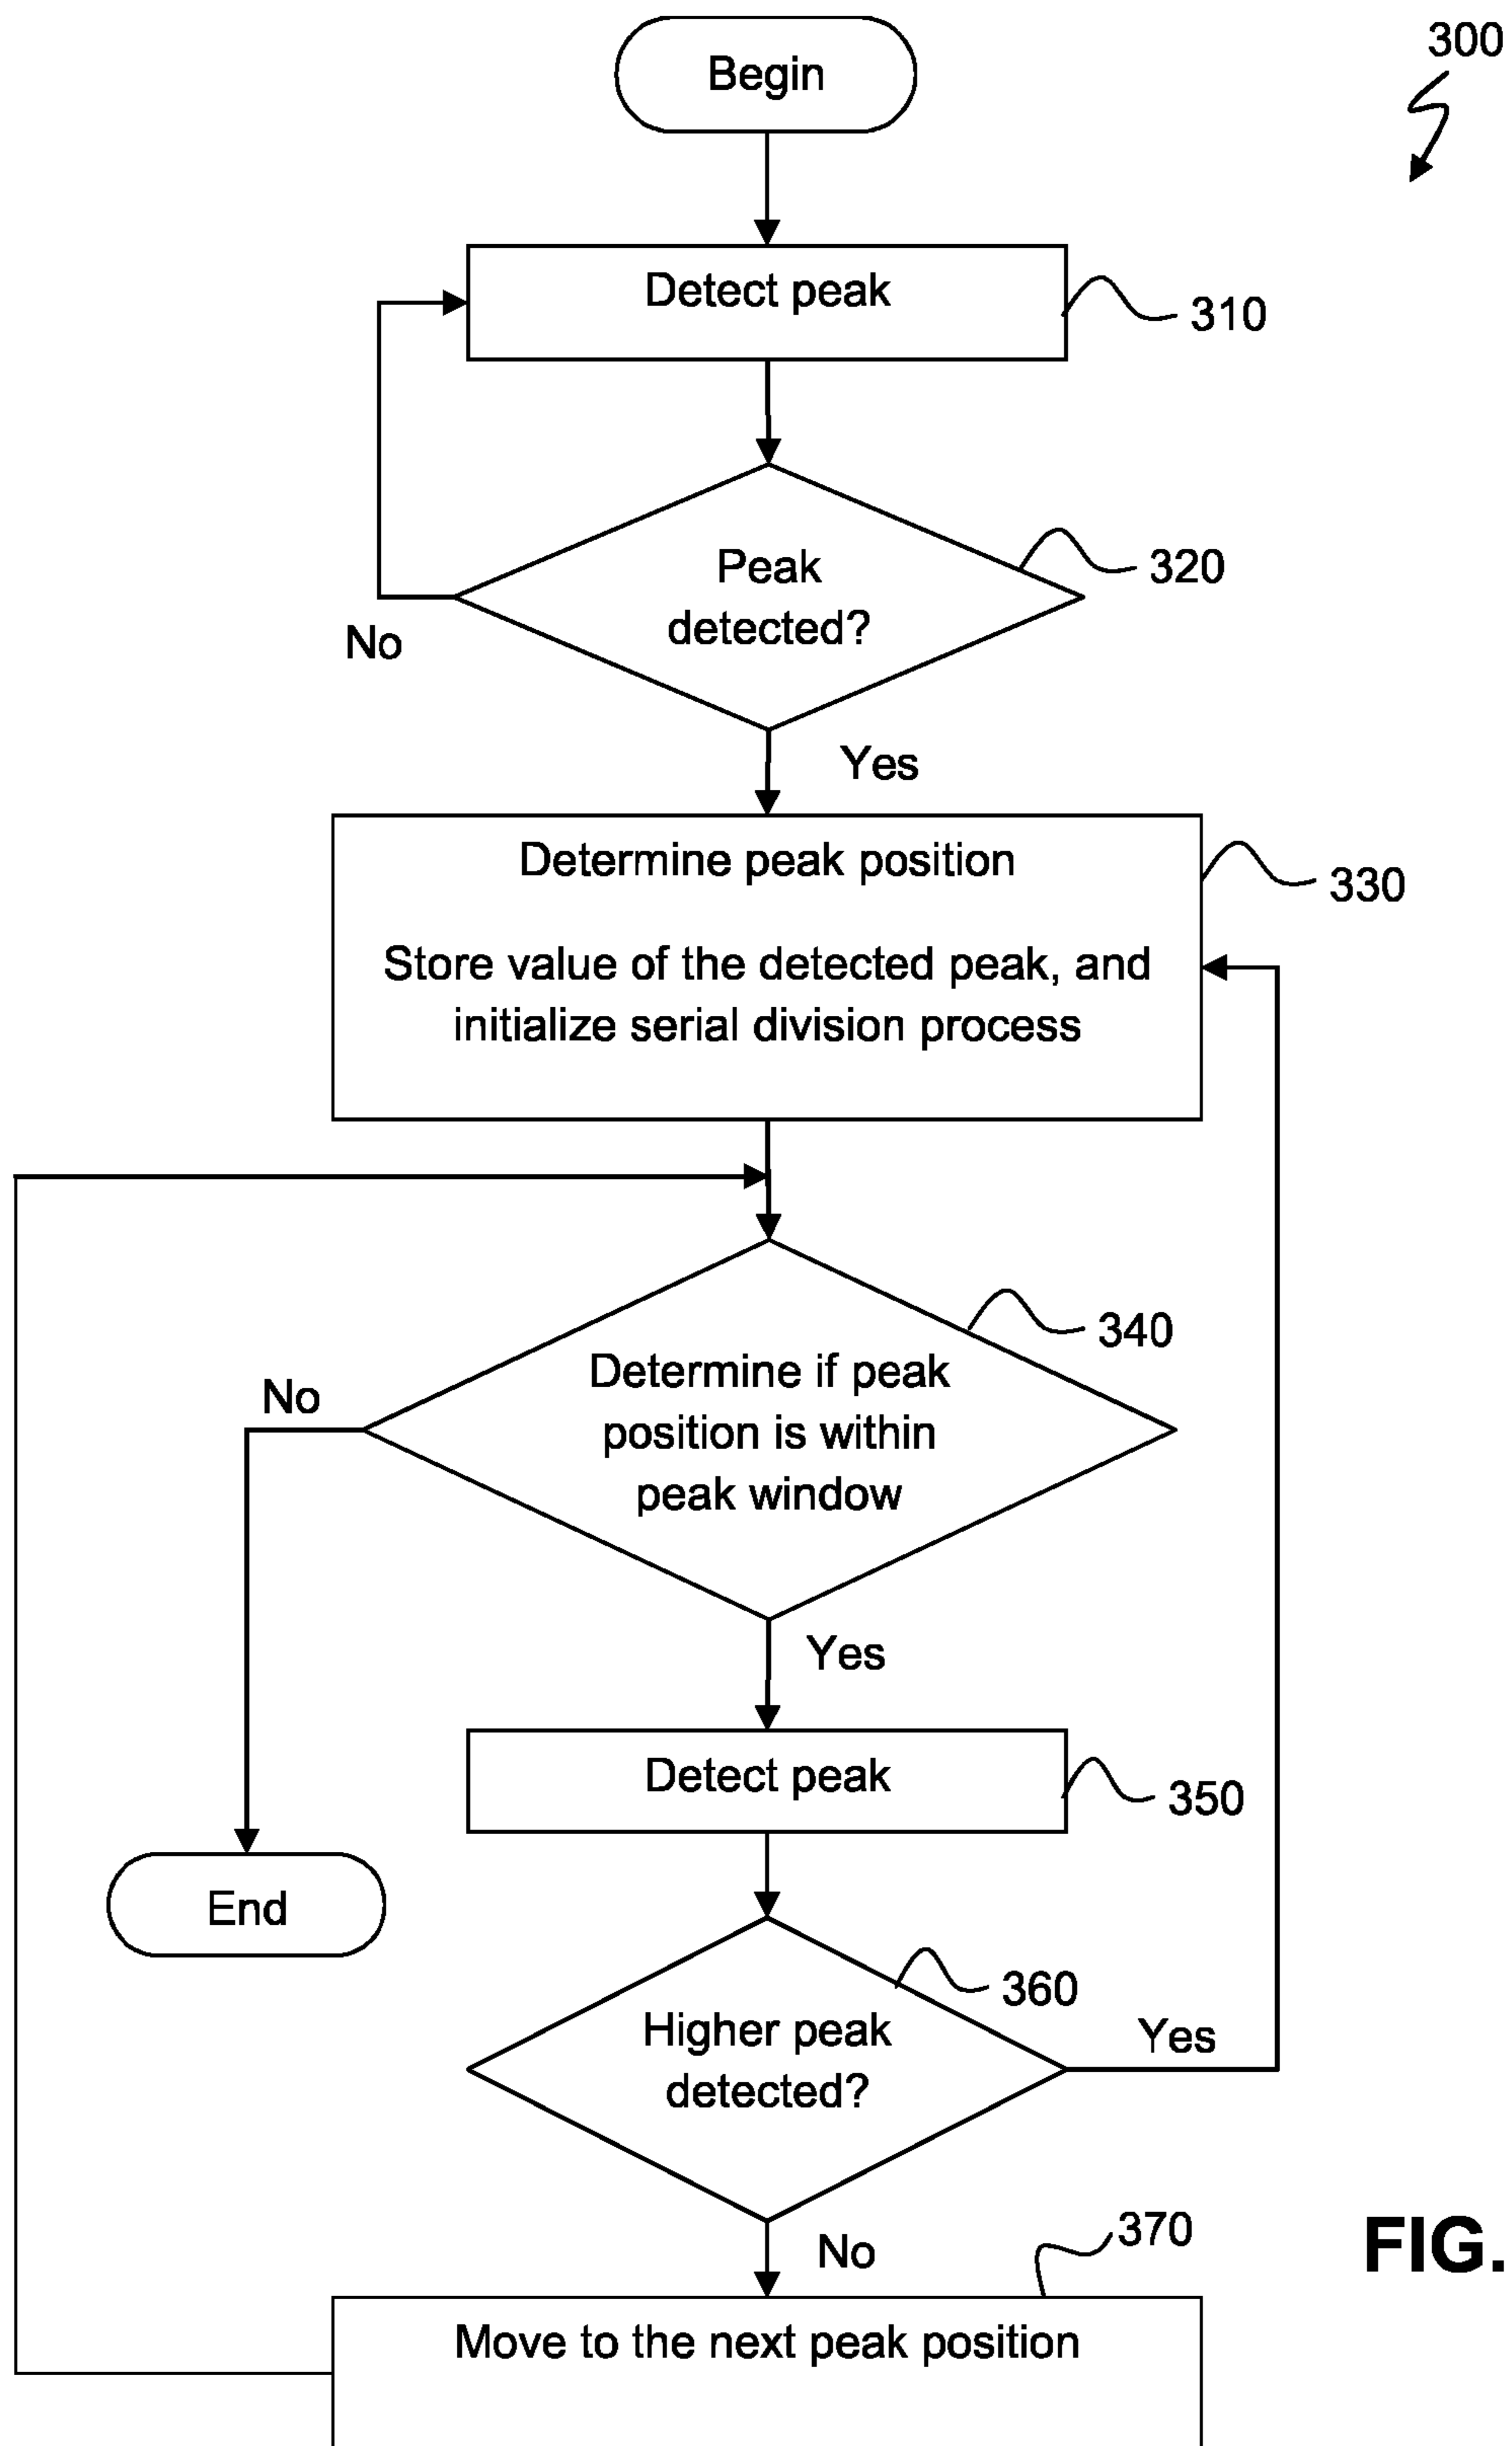 Begin
300
Detect peak
310
Peak
detected?
320
No
Yes
Determine peak position
330
Store value of the detected peak, and
initialize serial division process
340
Determine if peak
position is within
peak window
No
Yes
Detect peak
350
End
360
Higher peak
detected?
Yes
No
370
FIG.
Move to the next peak position